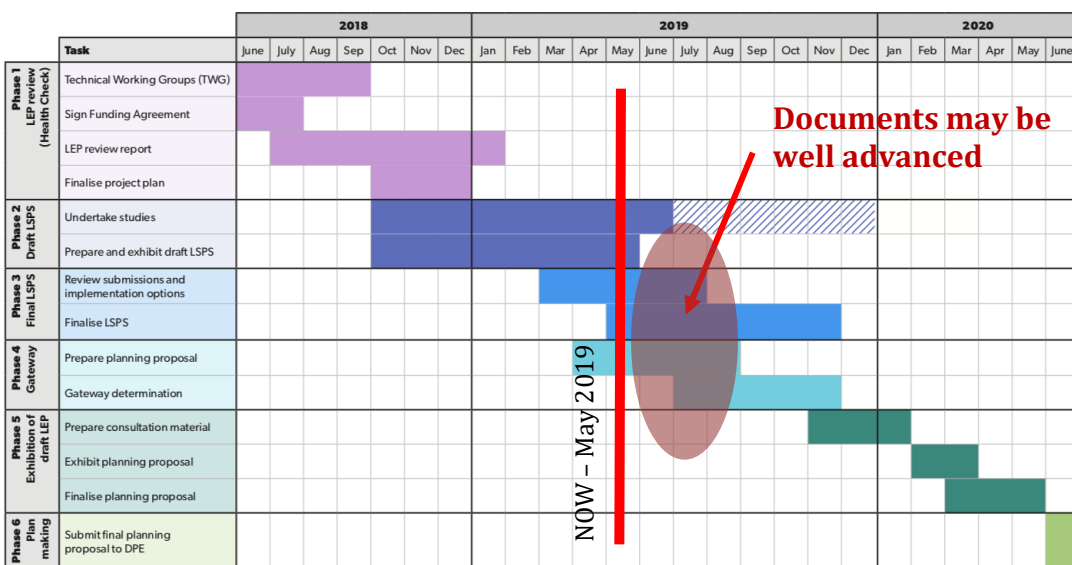 2018 2019 2020
Task June July Aug Sep Oct Nov Dec Jan Feb Mar Apr May June July Aug Sep Oct Nov Dec Jan Feb Mar Apr May June
Phase 1
LEP review
(Health Check)
Technical Working Groups (TWG)
Sign Funding Agreement
LEP review report
Finalise project plan
Phase 2
Draft LSPS
Undertake studies
Prepare and exhibit draft LSPS
Phase 3
Final LSPS
Review submissions and
implementation options
Finalise LSPS
Phase 4
Gateway
Prepare planning proposal
Gateway determination
Phase 5
Exhibition of
draft LEP
Prepare consultation material
Exhibit planning proposal
Finalise planning proposal
Phase 6
Plan
making
Submit final planning
proposal to DPE
Documents may be
well advanced
NOW – May 2019